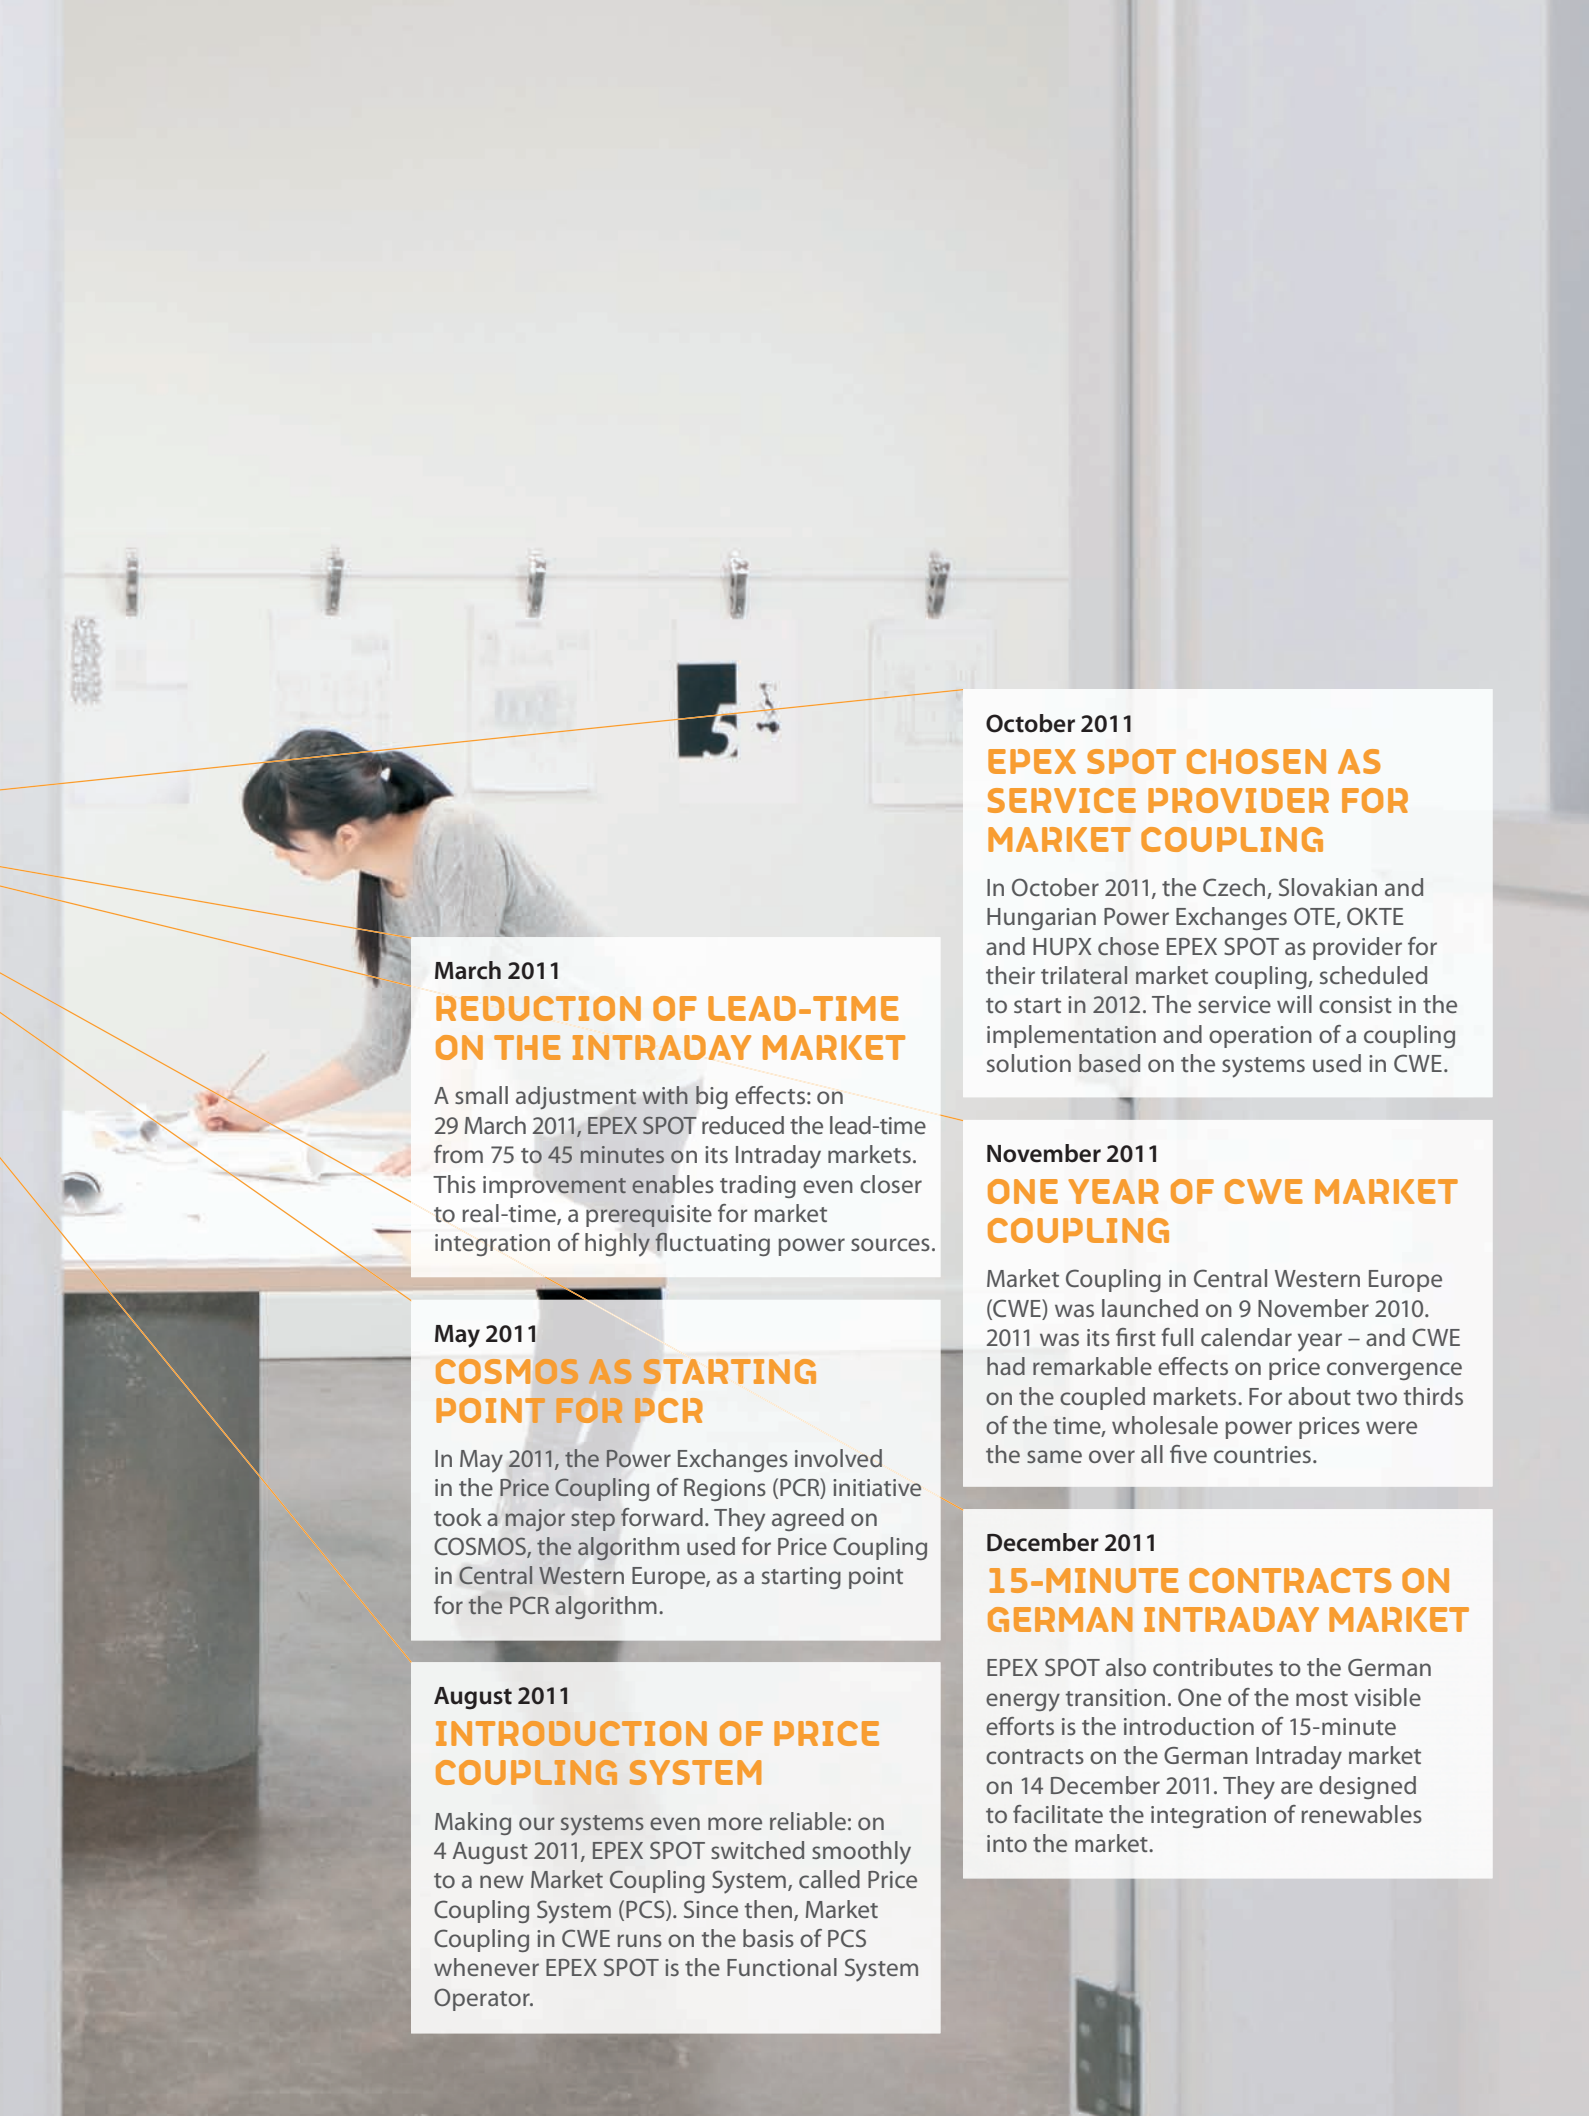 5
March 2011
REDUCTION OF LEAD-TIME
ON THE INTRADAY MARKET
A small adjustment with big effects: on
29 March 2011, EPEX SPOT reduced the lead-time
from 75 to 45 minutes on its Intraday markets.
This improvement enables trading even closer
to real-time, a prerequisite for market
integration of highly fluctuating power sources.
May 2011
COSMOS AS STARTING
POINT FOR PCR
In May 2011, the Power Exchanges involved
in the Price Coupling of Regions (PCR) initiative
took a major step forward. They agreed on
COSMOS, the algorithm used for Price Coupling
in Central Western Europe, as a starting point
for the PCR algorithm.
August 2011
INTRODUCTION OF PRICE
COUPLING SYSTEM
Making our systems even more reliable: on
4 August 2011, EPEX SPOT switched smoothly
to a new Market Coupling System, called Price
Coupling System (PCS). Since then, Market
Coupling in CWE runs on the basis of PCS
whenever EPEX SPOT is the Functional System
Operator.
October 2011
EPEX SPOT CHOSEN AS
SERVICE PROVIDER FOR
MARKET COUPLING
In October 2011, the Czech, Slovakian and
Hungarian Power Exchanges OTE, OKTE
and HUPX chose EPEX SPOT as provider for
their trilateral market coupling, scheduled
to start in 2012. The service will consist in the
implementation and operation of a coupling
solution based on the systems used in CWE.
November 2011
ONE YEAR OF CWE MARKET
COUPLING
Market Coupling in Central Western Europe
(CWE) was launched on 9 November 2010.
2011 was its first full calendar year – and CWE
had remarkable effects on price convergence
on the coupled markets. For about two thirds
of the time, wholesale power prices were
the same over all five countries.
December 2011
15-MINUTE CONTRACTS ON
GERMAN INTRADAY MARKET
EPEX SPOT also contributes to the German
energy transition. One of the most visible
efforts is the introduction of 15-minute
contracts on the German Intraday market
on 14 December 2011. They are designed
to facilitate the integration of renewables
into the market.